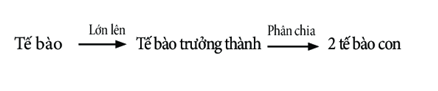 Tế bào Lớn lên Tế bào trưởng thành Phân chia 2 tế bào con